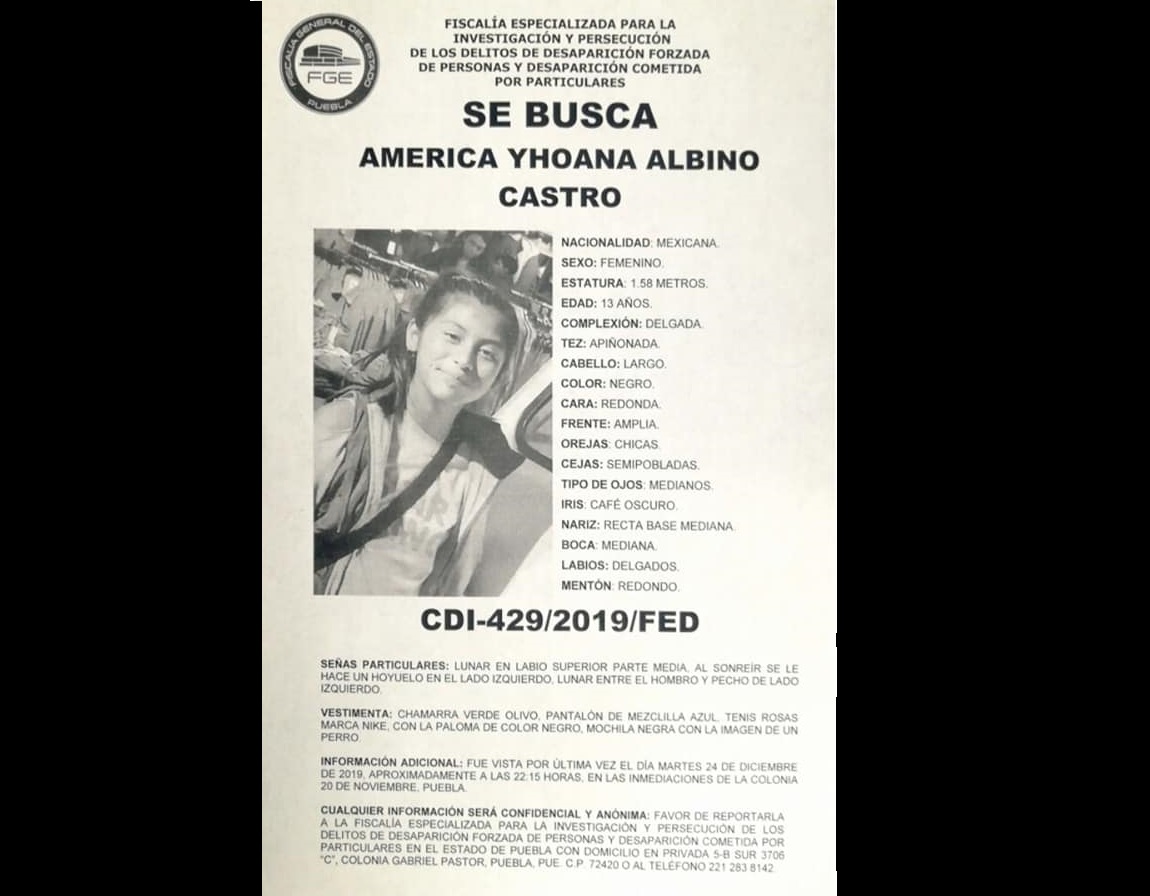 FISCALÍA GENERAL DEL ESTADO
FGE
PUEBLA
FISCALÍA ESPECIALIZADA PARA LA
INVESTIGACIÓN Y PERSECUCIÓN
DE LOS DELITOS DE DESAPARICIÓN FORZADA
DE PERSONAS Y DESAPARICIÓN COMETIDA
POR PARTICULARES
SE BUSCA
AMERICA YHOANA ALBINO
CASTRO
NACIONALIDAD: MEXICANA.
SEXO: FEMENINO.
ESTATURA: 1.58 METROS.
EDAD: 13 AÑOS.
COMPLEXIÓN: DELGADA.
TEZ: APIÑONADA.
CABELLO: LARGO.
COLOR: NEGRO.
CARA: REDONDA.
FRENTE: AMPLIA.
OREJAS: CHICAS.
CEJAS: SEMIPOBLADAS.
TIPO DE OJOS: MEDIANOS.
IRIS: CAFÉ OSCURO.
NARIZ: RECTA BASE MEDIANA.
BOCA: MEDIANA.
LABIOS: DELGADOS.
MENTÓN: REDONDO.
CDI-429/2019/FED
SEÑAS PARTICULARES: LUNAR EN LABIO SUPERIOR PARTE MEDIA, AL SONREÍR SE LE
HACE UN HOYUELO EN EL LADO IZQUIERDO, LUNAR ENTRE EL HOMBRO Y PECHO DE LADO
IZQUIERDO.
VESTIMENTA: CHAMARRA VERDE OLIVO, PANTALÓN DE MEZCLILLA AZUL, TENIS ROSAS
MARCA NIKE, CON LA PALOMA DE COLOR NEGRO, MOCHILA NEGRA CON LA IMAGEN DE UN
PERRO.
INFORMACIÓN ADICIONAL: FUE VISTA POR ÚLTIMA VEZ EL DÍA MARTES 24 DE DICIEMBRE
DE 2019, APROXIMADAMENTE A LAS 22:15 HORAS, EN LAS INMEDIACIONES DE LA COLONIA
20 DE NOVIEMBRE, PUEBLA.
CUALQUIER INFORMACIÓN SERÁ CONFIDENCIAL Y ANÓNIMA: FAVOR DE REPORTARLA
A LA FISCALÍA ESPECIALIZADA PARA LA INVESTIGACIÓN Y PERSECUCIÓN DE LOS
DELITOS DE DESAPARICIÓN FORZADA DE PERSONAS Y DESAPARICIÓN COMETIDA POR
PARTICULARES EN EL ESTADO DE PUEBLA CON DOMICILIO EN PRIVADA 5-B SUR 3706
"C", COLONIA GABRIEL PASTOR, PUEBLA, PUE. C.P. 72420 O AL TELÉFONO 221 283 8142.